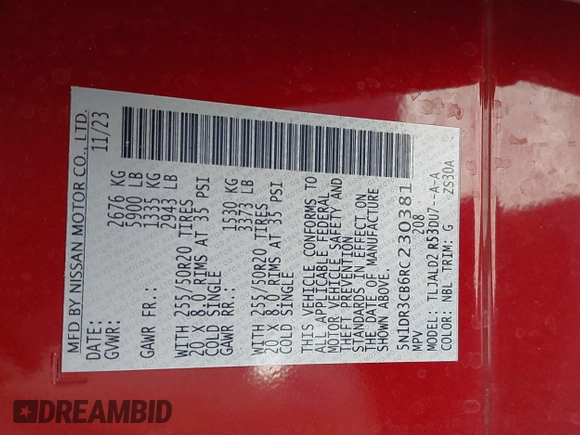 MFD BY NISSAN MOTOR CO., LTD.
DATE: 11/23
GVWR: 2676 KG
5900 LB
GAWR FR.: 1335 KG
2943 LB
WITH 255/50R20 TIRES
20 X 8.0 RIMS AT 35 PSI
COLD SINGLE
GAWR RR.: 1530 KG
3373 LB
WITH 255/50R20 TIRES
20 X 8.0 RIMS AT 35 PSI
COLD SINGLE
THIS VEHICLE CONFORMS TO
ALL APPLICABLE FEDERAL
MOTOR VEHICLE SAFETY AND
THEFT PREVENTION
STANDARDS IN EFFECT ON
THE DATE OF MANUFACTURE
SHOWN ABOVE.
5N1DR3CB6RC230381
MPV 208
MODEL: TLJALD2 R53DU7--A-A
COLOR: NBL TRIM: G ZS30A
DREAMBID